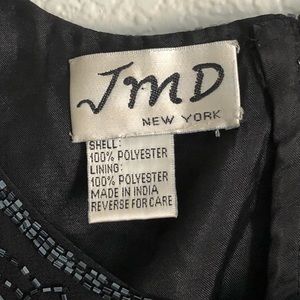 JMD
NEW YORK
SHELL:
100% POLYESTER
LINING:
100% POLYESTER
MADE IN INDIA
REVERSE FOR CARE